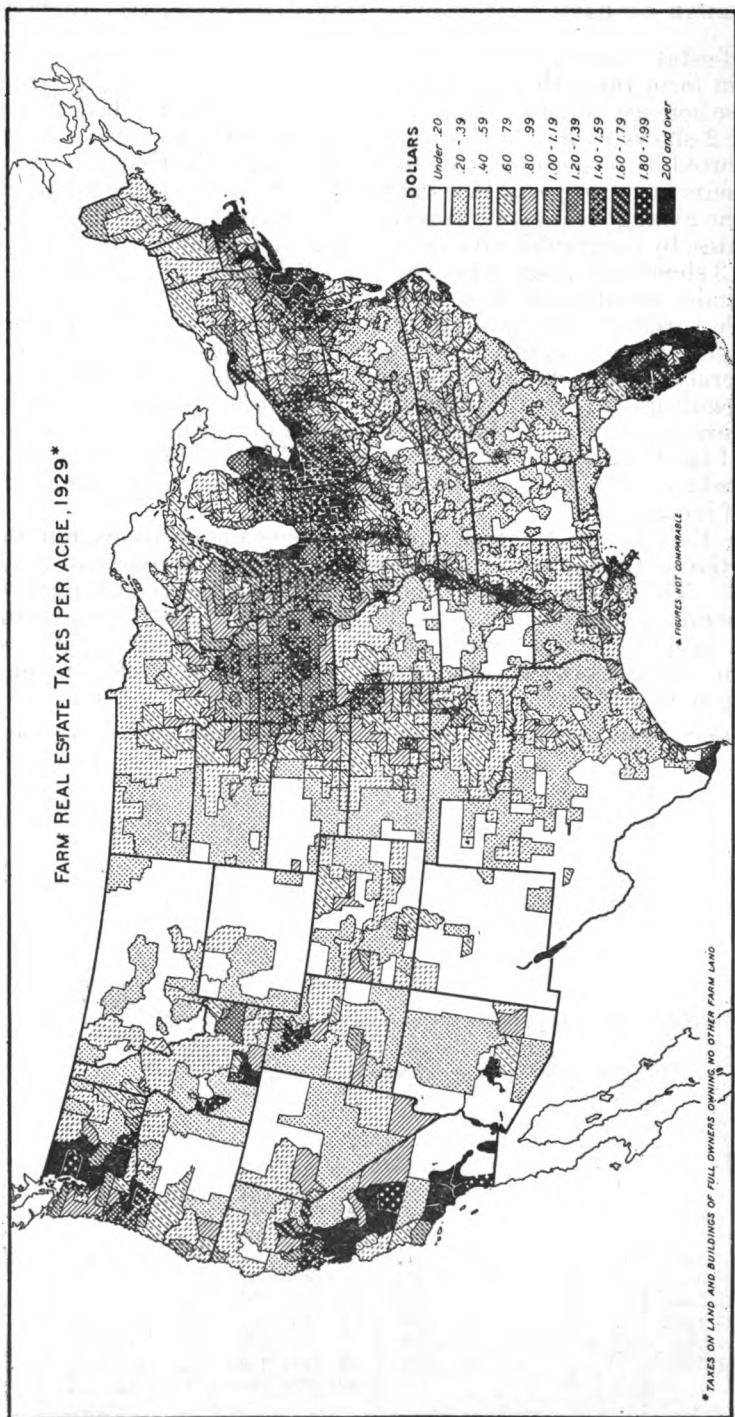 FARM REAL ESTATE TAXES PER ACRE, 1929*
DOLLARS
Under .20
.20 - .39
.40 - .59
.60 - .79
.80 - .99
1.00 - 1.19
1.20 - 1.39
1.40 - 1.59
1.60 - 1.79
1.80 - 1.99
2.00 and over
FIGURES NOT COMPARABLE
* TAXES ON LAND AND BUILDINGS OF FULL OWNERS OWNING NO OTHER FARM LAND